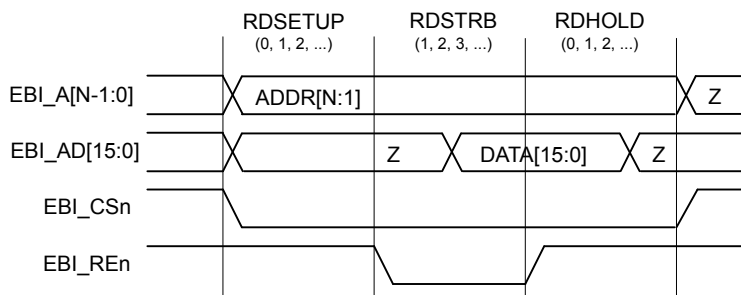 RDSETUP RDSTRB RDHOLD
(0, 1, 2, ...) (1, 2, 3, ...) (0, 1, 2, ...)
EBI_A[N-1:0] ADDR[N:1] Z
EBI_AD[15:0] Z DATA[15:0] Z
EBI_CSn
EBI_REn